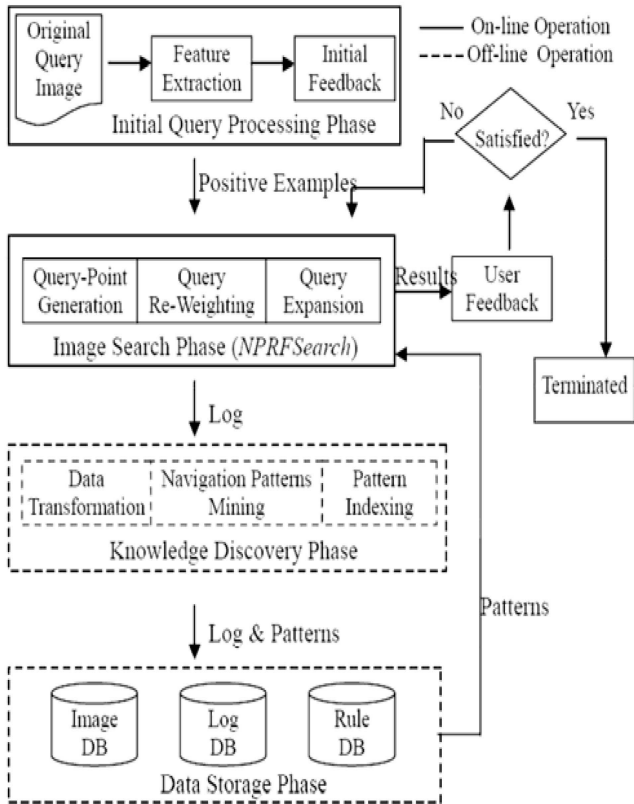 Original
Query
Image
Feature
Extraction
Initial
Feedback
Initial Query Processing Phase
On-line Operation
Off-line Operation
No
Yes
Satisfied?
Positive Examples
Query-Point
Generation
Query
Re-Weighting
Query
Expansion
Image Search Phase (NPRFSearch)
Results
User
Feedback
Terminated
Log
Data
Transformation
Navigation Patterns
Mining
Pattern
Indexing
Knowledge Discovery Phase
Patterns
Log & Patterns
Image
DB
Log
DB
Rule
DB
Data Storage Phase